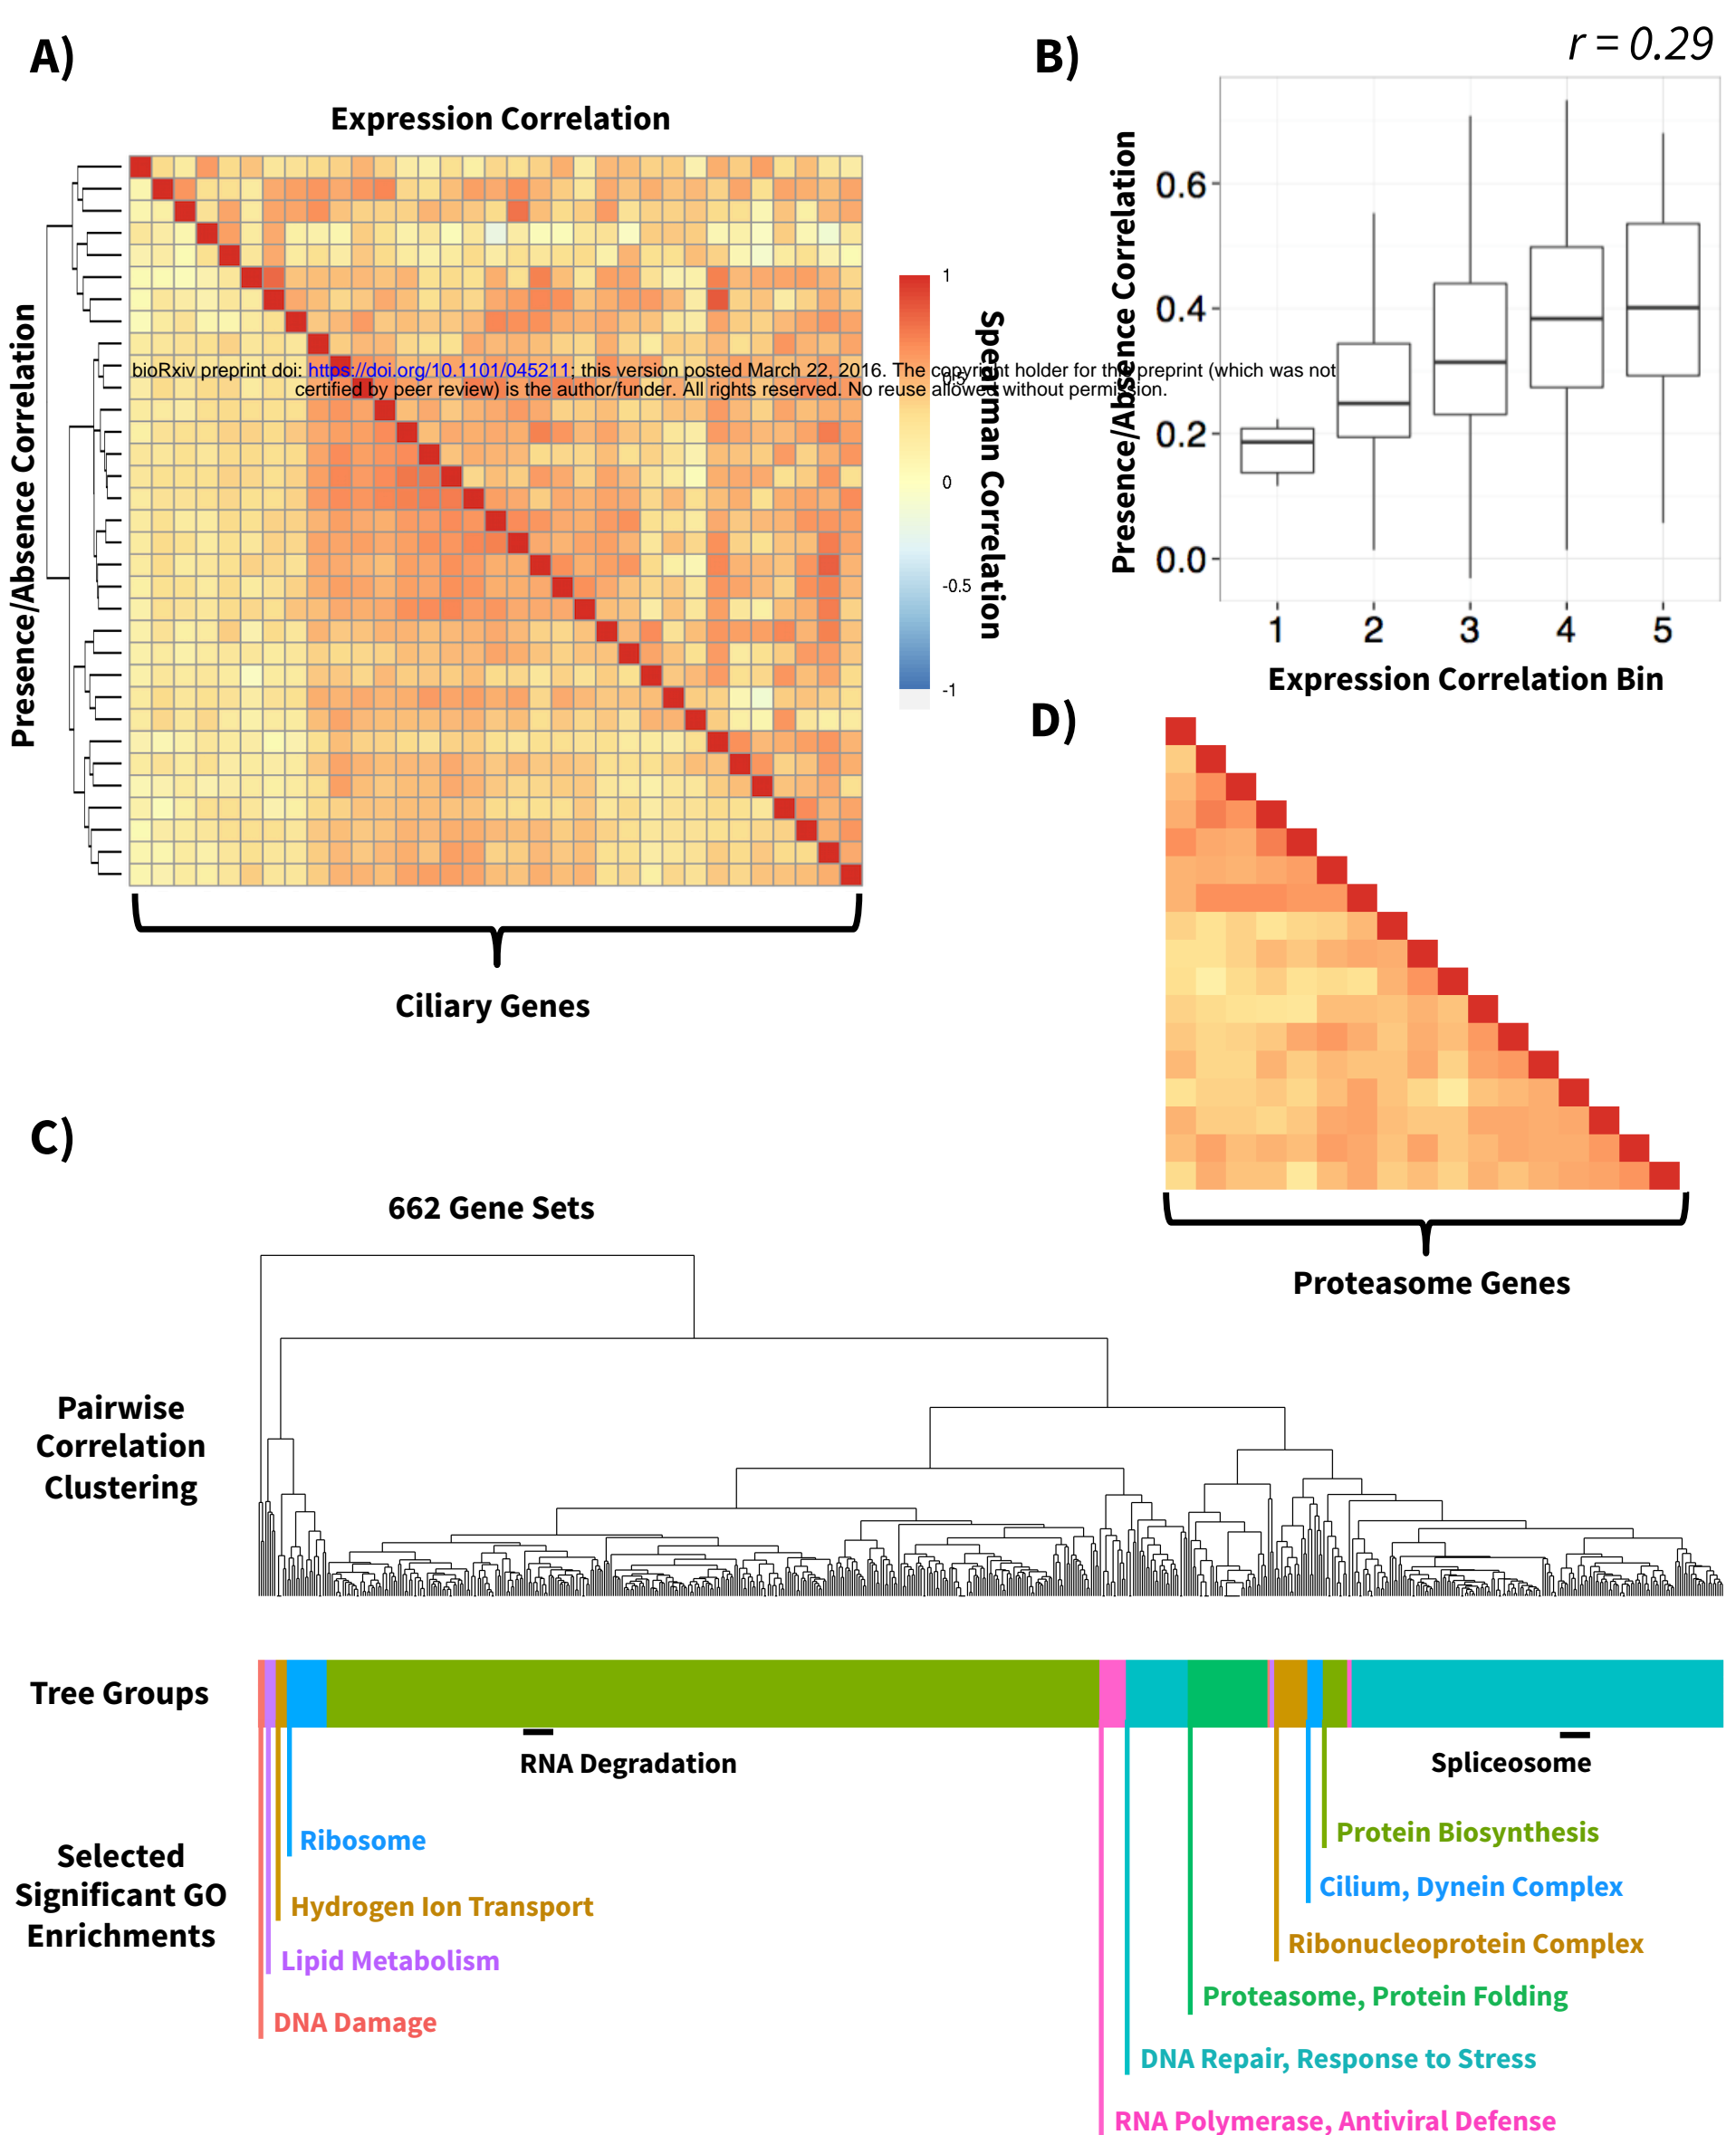 A)
Expression Correlation
Presence/Absence Correlation
1
0.5
0
-0.5
-1
Spearman Correlation
bioRxiv preprint doi: https://doi.org/10.1101/045211; this version posted March 22, 2016. The copyright holder for this preprint (which was not
certified by peer review) is the author/funder. All rights reserved. No reuse allowed without permission.
Ciliary Genes
B)
r = 0.29
Presence/Absence Correlation
0.6
0.4
0.2
0.0
1 2 3 4 5
Expression Correlation Bin
D)
Proteasome Genes
C)
662 Gene Sets
Pairwise
Correlation
Clustering
Tree Groups
RNA Degradation
Spliceosome
Selected
Significant GO
Enrichments
Ribosome
Hydrogen Ion Transport
Lipid Metabolism
DNA Damage
Protein Biosynthesis
Cilium, Dynein Complex
Ribonucleoprotein Complex
Proteasome, Protein Folding
DNA Repair, Response to Stress
RNA Polymerase, Antiviral Defense